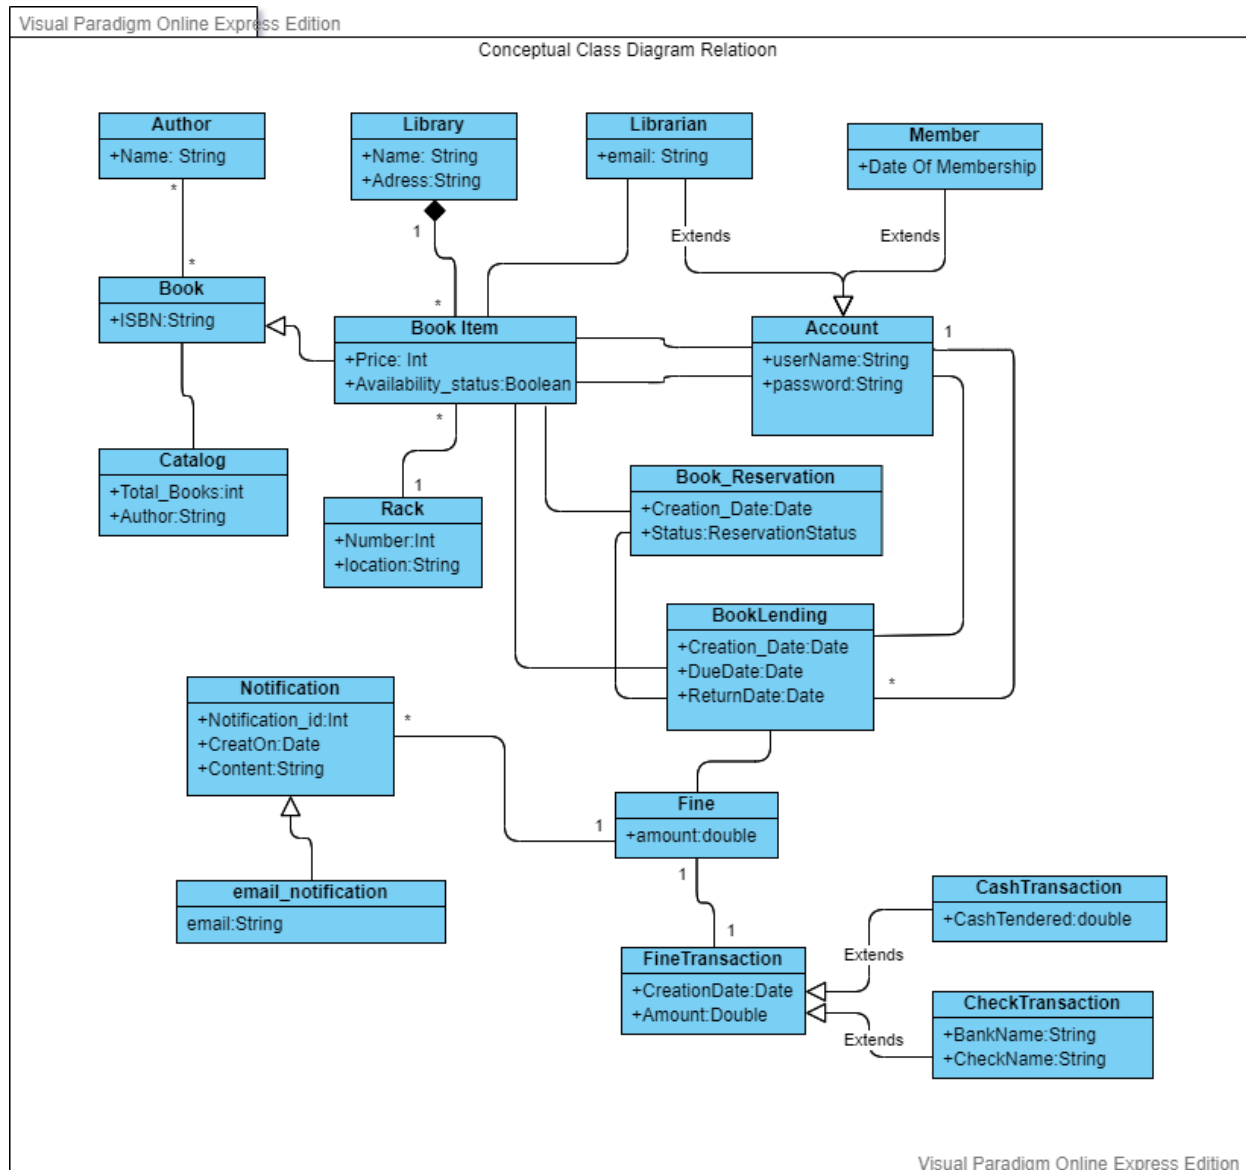 Visual Paradigm Online Express Edition
Conceptual Class Diagram Relatioon
Author
+Name: String
Library
+Name: String
+Adress:String
Librarian
+email: String
Member
+Date Of Membership
*
1
Extends
Extends
*
*
Book
+ISBN:String
Book Item
+Price: Int
+Availability_status:Boolean
Account
+userName:String
+password:String
1
*
1
Catalog
+Total_Books:int
+Author:String
Rack
+Number:Int
+location:String
Book_Reservation
+Creation_Date:Date
+Status:ReservationStatus
BookLending
+Creation_Date:Date
+DueDate:Date
+ReturnDate:Date
*
Notification
+Notification_id:Int
+CreatOn:Date
+Content:String
*
1
Fine
+amount:double
1
1
email_notification
email:String
FineTransaction
+CreationDate:Date
+Amount:Double
CashTransaction
+CashTendered:double
Extends
CheckTransaction
+BankName:String
+CheckName:String
Extends
Visual Paradigm Online Express Edition